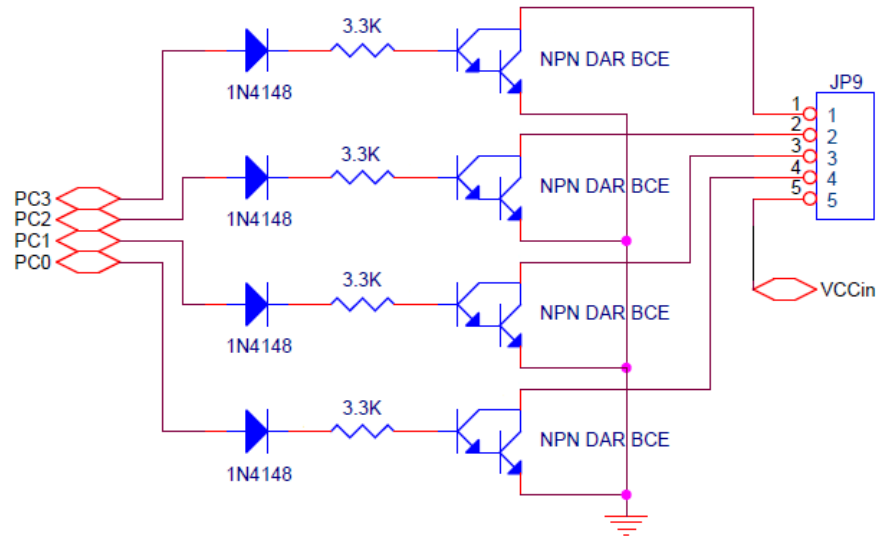 3.3K
1N4148
NPN DAR BCE
JP9
1
1
2
2
3
3
4
4
5
5
3.3K
1N4148
NPN DAR BCE
PC3
PC2
PC1
PC0
VCCin
3.3K
1N4148
NPN DAR BCE
3.3K
1N4148
NPN DAR BCE